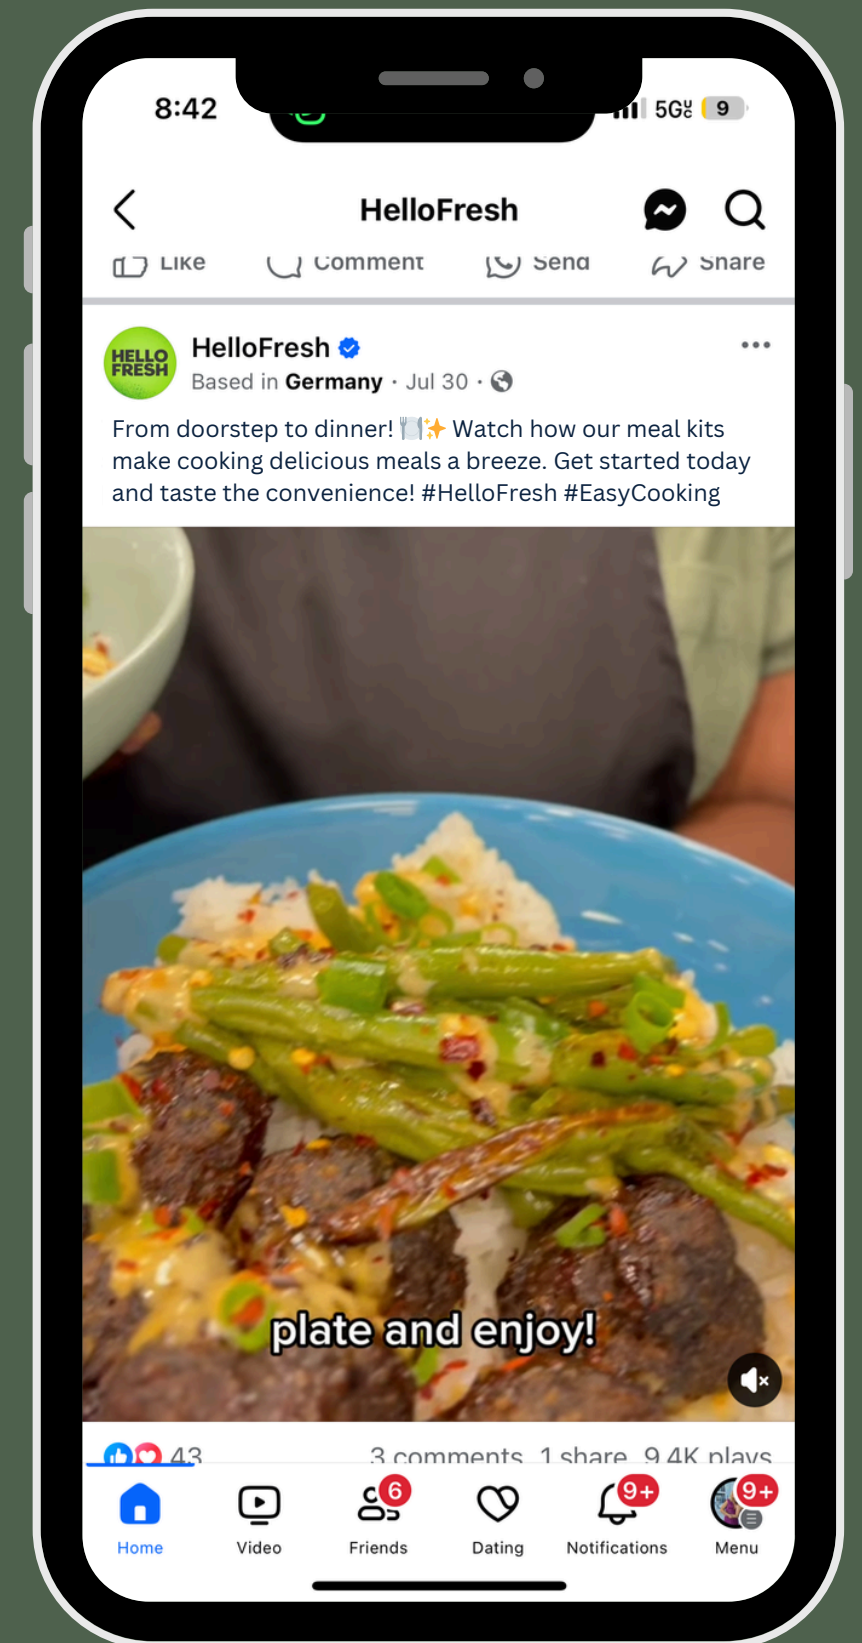 8:42
5G 9
HelloFresh
Like Comment Send Share
HELLO
FRESH
HelloFresh
Based in Germany · Jul 30 ·
From doorstep to dinner! 🍽️✨ Watch how our meal kits
make cooking delicious meals a breeze. Get started today
and taste the convenience! #HelloFresh #EasyCooking
plate and enjoy!
43 3 comments 1 share 9.4K plays
6 9+ 9+
Home Video Friends Dating Notifications Menu